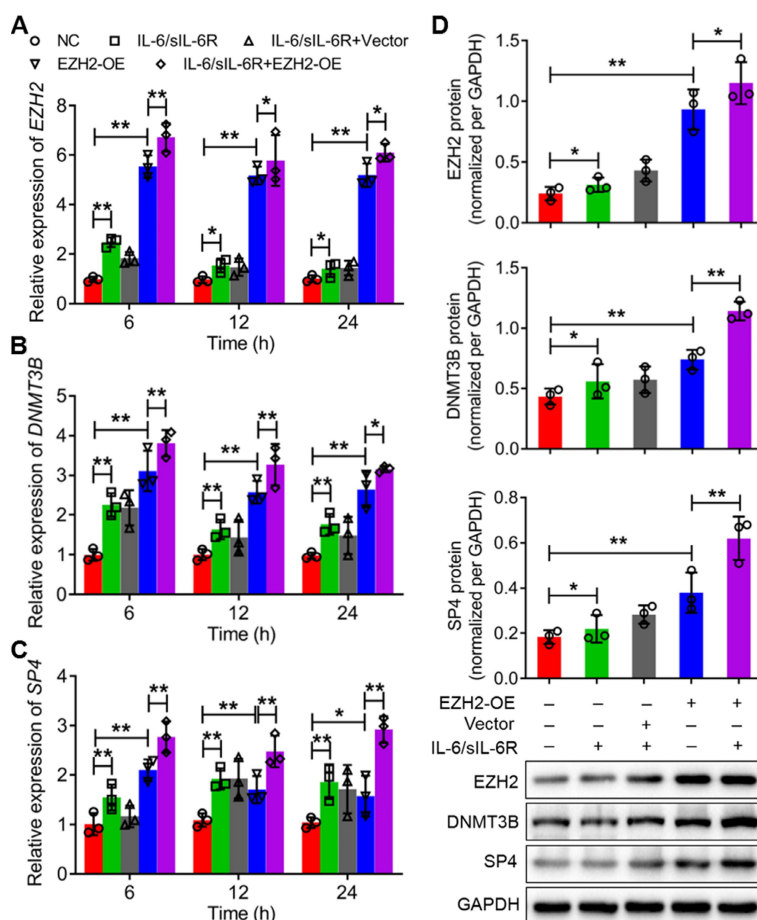 A
NC IL-6/sIL-6R IL-6/sIL-6R+Vector
EZH2-OE IL-6/sIL-6R+EZH2-OE
Relative expression of EZH2
8
6
4
2
0
** ** **
* ** *
* ** *
6 12 24
Time (h)
B
Relative expression of DNMT3B
5
4
3
2
1
0
** ** **
** ** **
** ** *
6 12 24
Time (h)
C
Relative expression of SP4
4
3
2
1
0
** ** **
** ** **
** * **
6 12 24
Time (h)
D
EZH2 protein
(normalized per GAPDH)
1.5
1.0
0.5
0.0
* ** *
DNMT3B protein
(normalized per GAPDH)
1.5
1.0
0.5
0.0
* ** **
SP4 protein
(normalized per GAPDH)
0.8
0.6
0.4
0.2
0.0
* ** **
EZH2-OE − − − + +
Vector − − + − −
IL-6/sIL-6R − + + − +
EZH2
DNMT3B
SP4
GAPDH